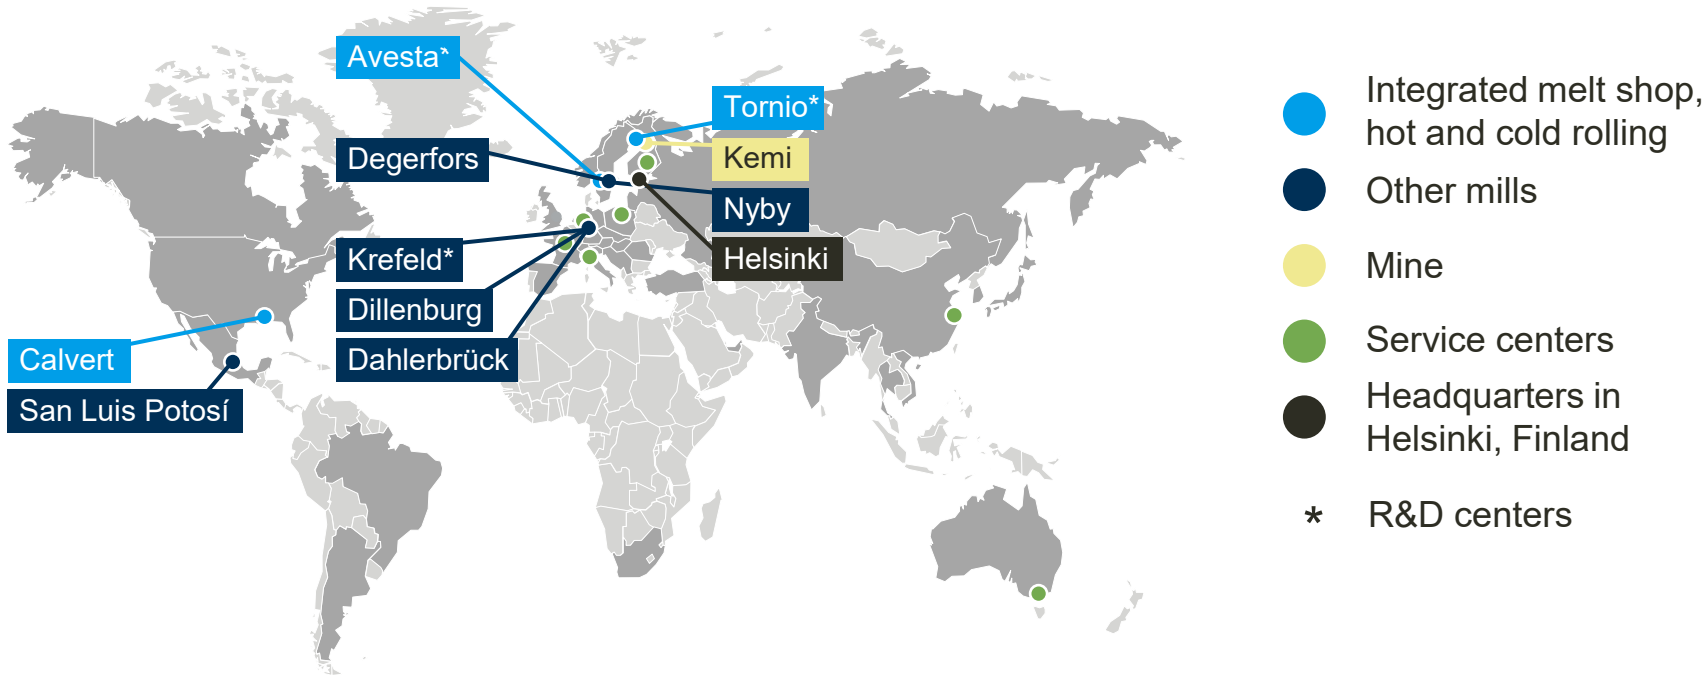 Avesta*
Tornio*
Degerfors
Kemi
Nyby
Krefeld*
Helsinki
Dillenburg
Calvert
Dahlerbrück
San Luis Potosí
Integrated melt shop,
hot and cold rolling
Other mills
Mine
Service centers
Headquarters in
Helsinki, Finland
* R&D centers